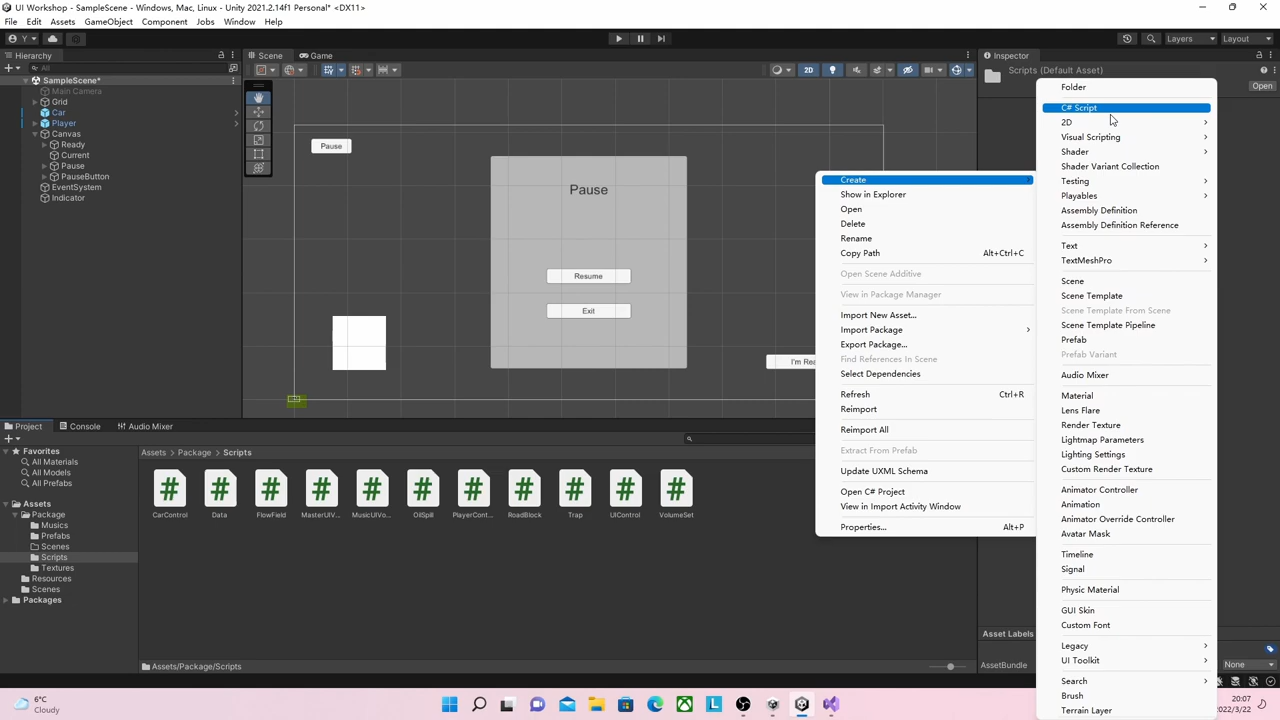 UI Workshop - SampleScene - Windows, Mac, Linux - Unity 2021.2.14f1 Personal* <DX11>
File Edit Assets GameObject Component Jobs Window Help
Y
Layers Layout
Hierarchy
Scene Game
Inspector
All
SampleScene*
Main Camera
Grid
Car
Player
Canvas
Ready
Current
Pause
PauseButton
EventSystem
Indicator
2D
Pause
Pause
Resume
Exit
I'm Rea
Scripts (Default Asset)
Open
Create
Show in Explorer
Open
Delete
Rename
Copy Path Alt+Ctrl+C
Open Scene Additive
View in Package Manager
Import New Asset...
Import Package
Export Package...
Find References In Scene
Select Dependencies
Refresh Ctrl+R
Reimport
Reimport All
Extract From Prefab
Update UXML Schema
Open C# Project
View in Import Activity Window
Properties... Alt+P
Folder
C# Script
2D
Visual Scripting
Shader
Shader Variant Collection
Testing
Playables
Assembly Definition
Assembly Definition Reference
Text
TextMeshPro
Scene
Scene Template
Scene Template From Scene
Scene Template Pipeline
Prefab
Prefab Variant
Audio Mixer
Material
Lens Flare
Render Texture
Lightmap Parameters
Lighting Settings
Custom Render Texture
Animator Controller
Animation
Animator Override Controller
Avatar Mask
Timeline
Signal
Physic Material
GUI Skin
Custom Font
Legacy
UI Toolkit
Search
Brush
Terrain Layer
Project Console Audio Mixer
Favorites
All Materials
All Models
All Prefabs
Assets
Package
Musics
Prefabs
Scenes
Scripts
Textures
Resources
Scenes
Packages
Assets > Package > Scripts
CarControl Data FlowField MasterUIV... MusicUIVo... OilSpill PlayerCont... RoadBlock Trap UIControl VolumeSet
Assets/Package/Scripts
Asset Labels
AssetBundle None
6°C
Cloudy
20:07
2022/3/22